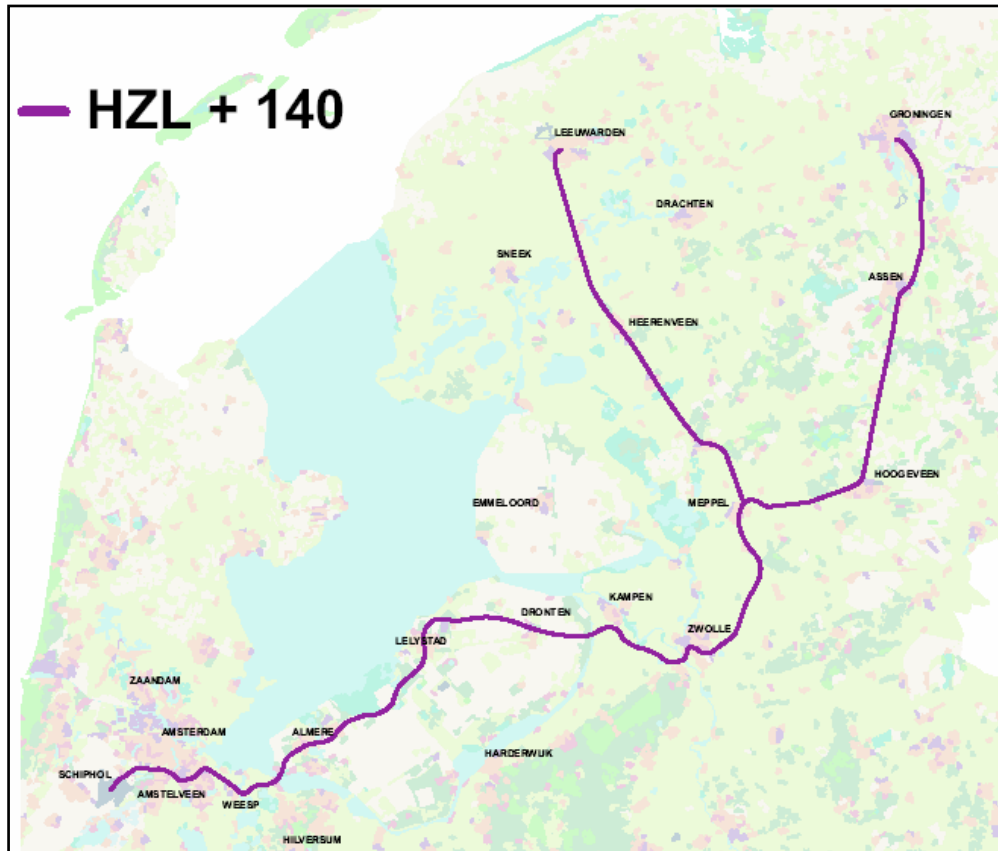 HZL + 140
GRONINGEN
LEEUWARDEN
DRACHTEN
SNEEK
ASSEN
HEERENVEEN
HOOGEVEEN
EMMELOORD
MEPPEL
KAMPEN
DRONTEN
ZWOLLE
LELYSTAD
ZAANDAM
AMSTERDAM
ALMERE
HARDERWIJK
SCHIPHOL
AMSTELVEEN
WEESP
HILVERSUM